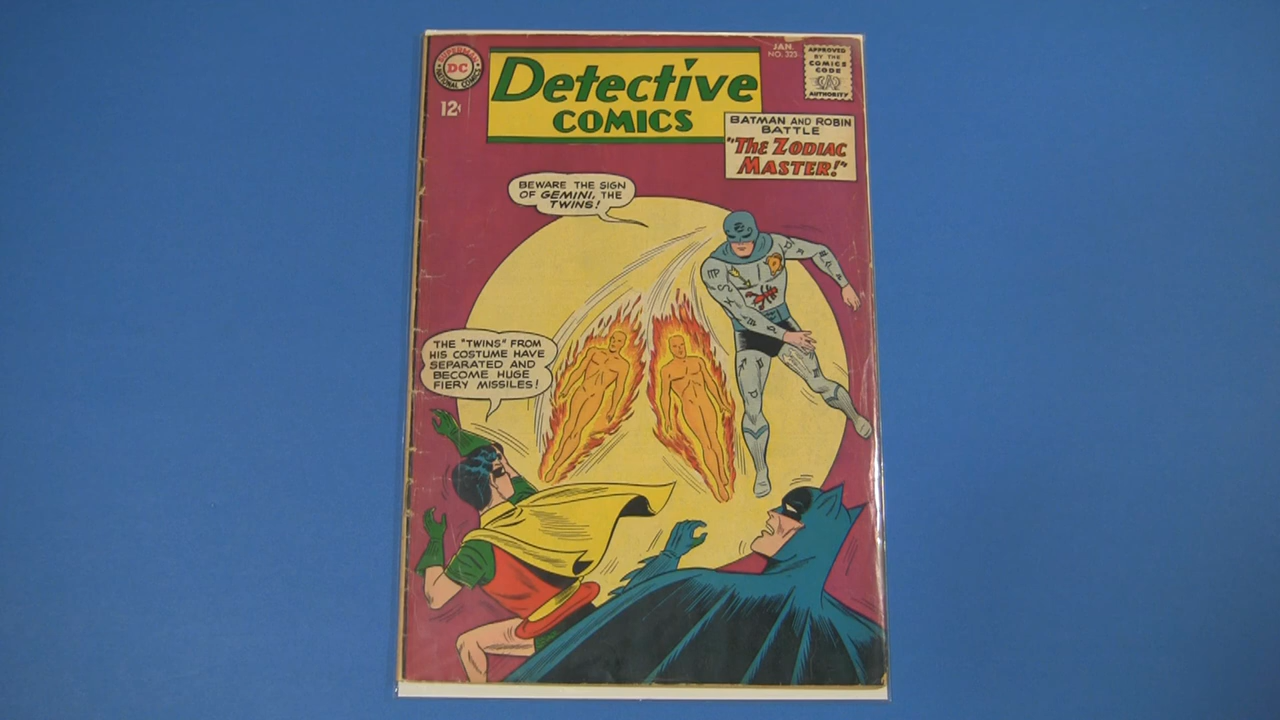 SUPERMAN
DC
NATIONAL COMICS
12¢
Detective
COMICS
JAN.
NO. 323
APPROVED
BY THE
COMICS
CODE
CA
AUTHORITY
BATMAN AND ROBIN
BATTLE
"THE ZODIAC
MASTER!"
BEWARE THE SIGN
OF GEMINI, THE
TWINS!
THE "TWINS" FROM
HIS COSTUME HAVE
SEPARATED AND
BECOME HUGE
FIERY MISSILES!